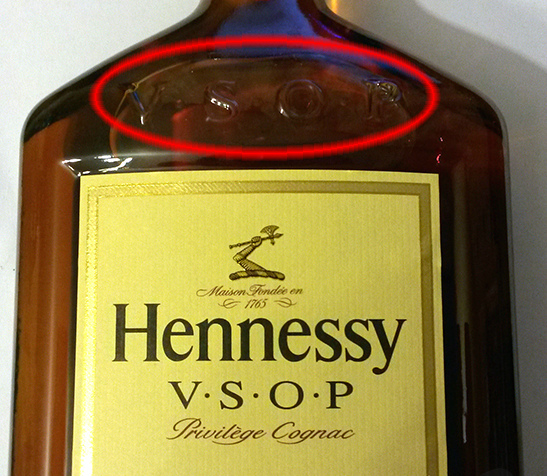 V·S·O·P
Maison Fondée en
1765
Hennessy
V·S·O·P
Privilège Cognac